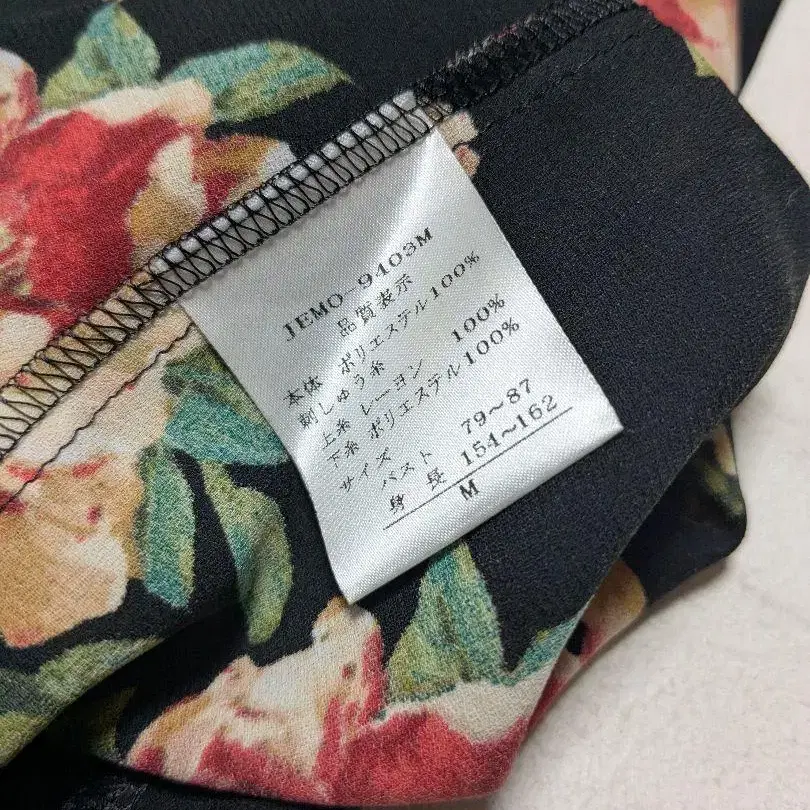 JEMO-9403M
品質表示
本体 ポリエステル100%
刺しゅう糸
上糸 レーヨン 100%
下糸 ポリエステル100%
サイズ
バスト 79~87
身長 154~162
M